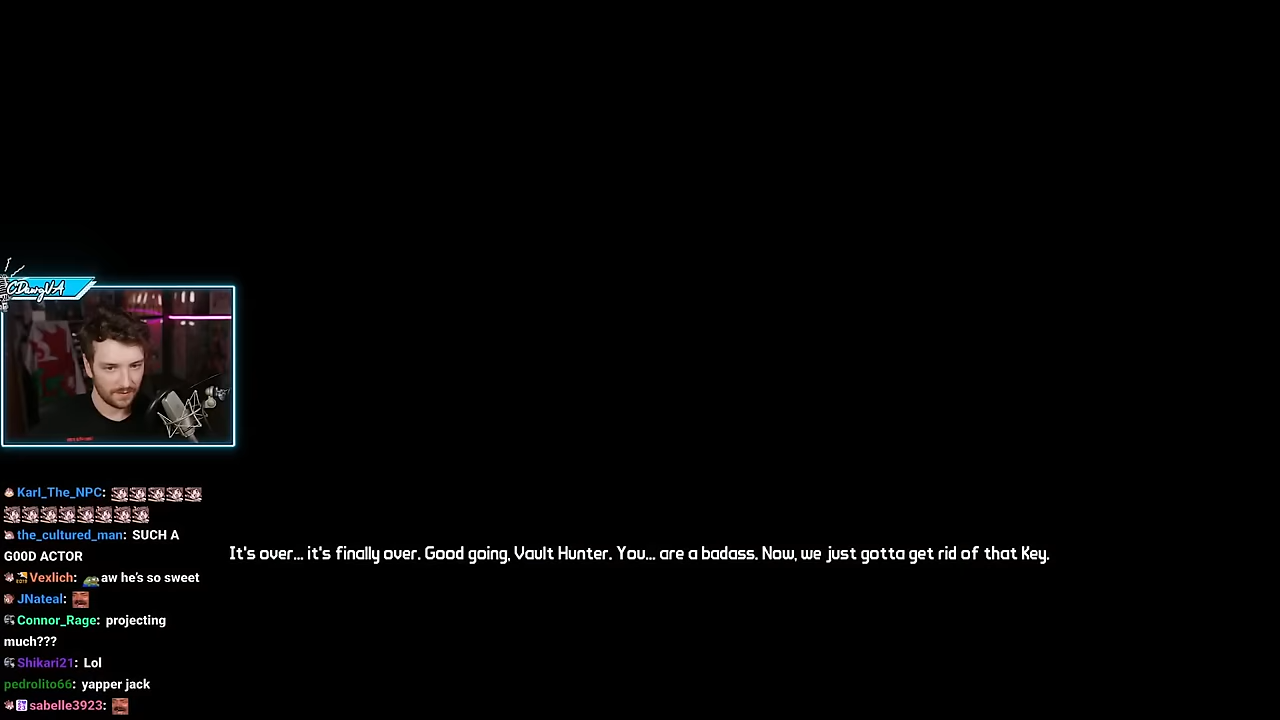 CDawgVA
Karl_The_NPC:
the_cultured_man: SUCH A
G00D ACTOR
Vexlich: aw he's so sweet
JNateal:
Connor_Rage: projecting
much???
Shikari21: Lol
pedrolito66: yapper jack
sabelle3923:
It's over... it's finally over. Good going, Vault Hunter. You... are a badass. Now, we just gotta get rid of that Key.